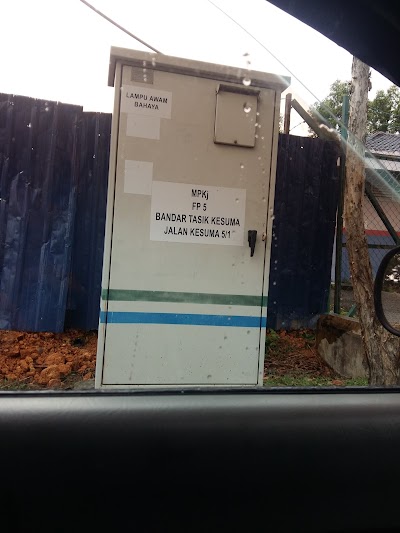 LAMPU AWAM
BAHAYA
MPKj
FP 5
BANDAR TASIK KESUMA
JALAN KESUMA 5/1